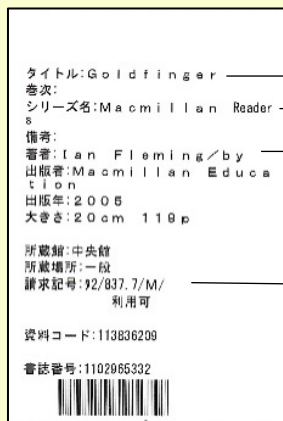 タイトル:Goldfinger
巻次:
シリーズ名:Macmillan Reader
s
備考:
著者:Ian Fleming/by
出版者:Macmillan Educa
tion
出版年:2005
大きさ:20cm 119p
所蔵館:中央館
所蔵場所:一般
請求記号:92/837.7/M/
利用可
資料コード:113836209
書誌番号:1102965332